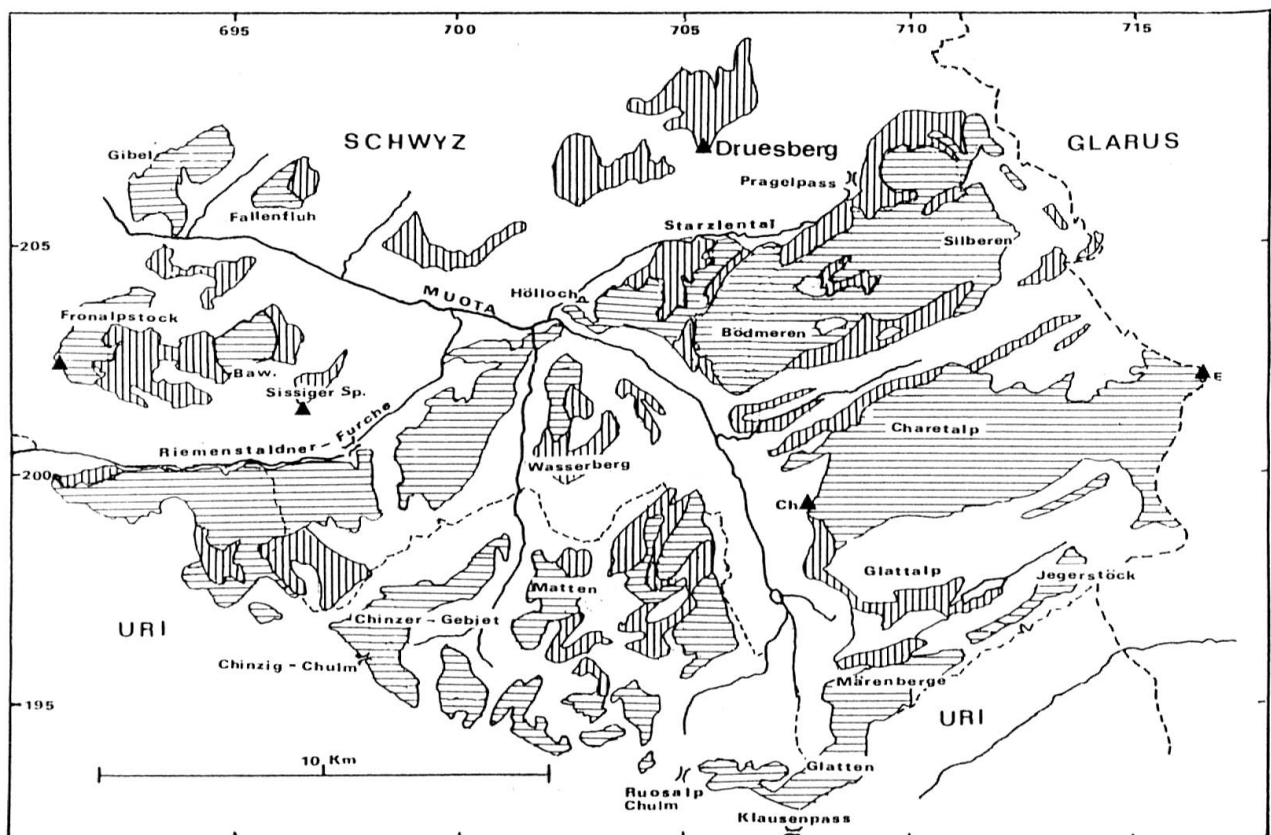 695
700
705
710
715
SCHWYZ
GLARUS
Gibel
Druesberg
Pragelpass
Fallenfluh
Starzlental
205
Silberen
Hölloch
MUOTA
Fronalpstock
Bödmeren
Baw.
Sissiger Sp.
E
Riemenstaldner-Furche
Charetalp
Wasserberg
200
Ch
Glattalp
Jegerstöck
Matten
URI
Chinzer-Gebiet
Chinzig-Chulm
Märenberge
195
URI
10 Km
Glatten
Ruosalp
Chulm
Klausenpass